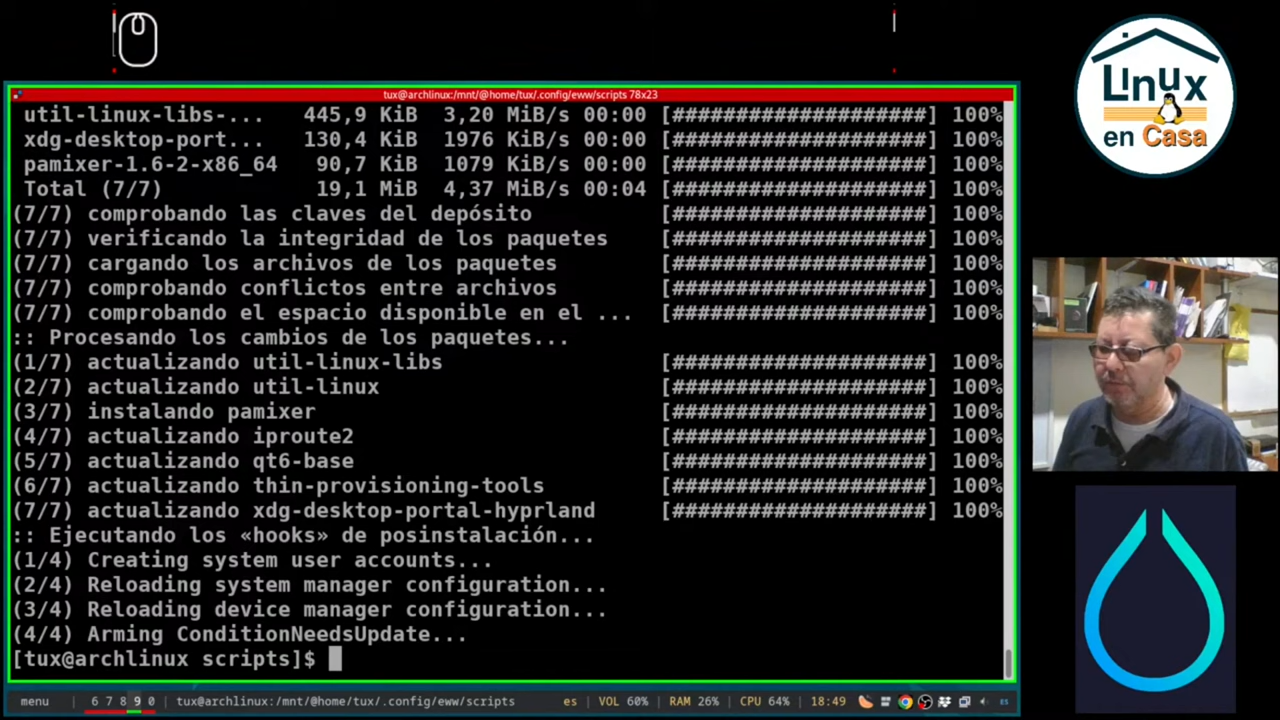 Linux
en Casa
tux@archlinux:/mnt/@home/tux/.config/eww/scripts 78x23
util-linux-libs-... 445,9 KiB 3,20 MiB/s 00:00 [####################] 100%
xdg-desktop-port... 130,4 KiB 1976 KiB/s 00:00 [####################] 100%
pamixer-1.6-2-x86_64 90,7 KiB 1079 KiB/s 00:00 [####################] 100%
Total (7/7) 19,1 MiB 4,37 MiB/s 00:04 [####################] 100%
(7/7) comprobando las claves del depósito [####################] 100%
(7/7) verificando la integridad de los paquetes [####################] 100%
(7/7) cargando los archivos de los paquetes [####################] 100%
(7/7) comprobando conflictos entre archivos [####################] 100%
(7/7) comprobando el espacio disponible en el ... [####################] 100%
:: Procesando los cambios de los paquetes...
(1/7) actualizando util-linux-libs [####################] 100%
(2/7) actualizando util-linux [####################] 100%
(3/7) instalando pamixer [####################] 100%
(4/7) actualizando iproute2 [####################] 100%
(5/7) actualizando qt6-base [####################] 100%
(6/7) actualizando thin-provisioning-tools [####################] 100%
(7/7) actualizando xdg-desktop-portal-hyprland [####################] 100%
:: Ejecutando los «hooks» de posinstalación...
(1/4) Creating system user accounts...
(2/4) Reloading system manager configuration...
(3/4) Reloading device manager configuration...
(4/4) Arming ConditionNeedsUpdate...
[tux@archlinux scripts]$
menu | 6 7 8 9 0 | tux@archlinux:/mnt/@home/tux/.config/eww/scripts es | VOL 60% | RAM 26% | CPU 64% | 18:49 ES